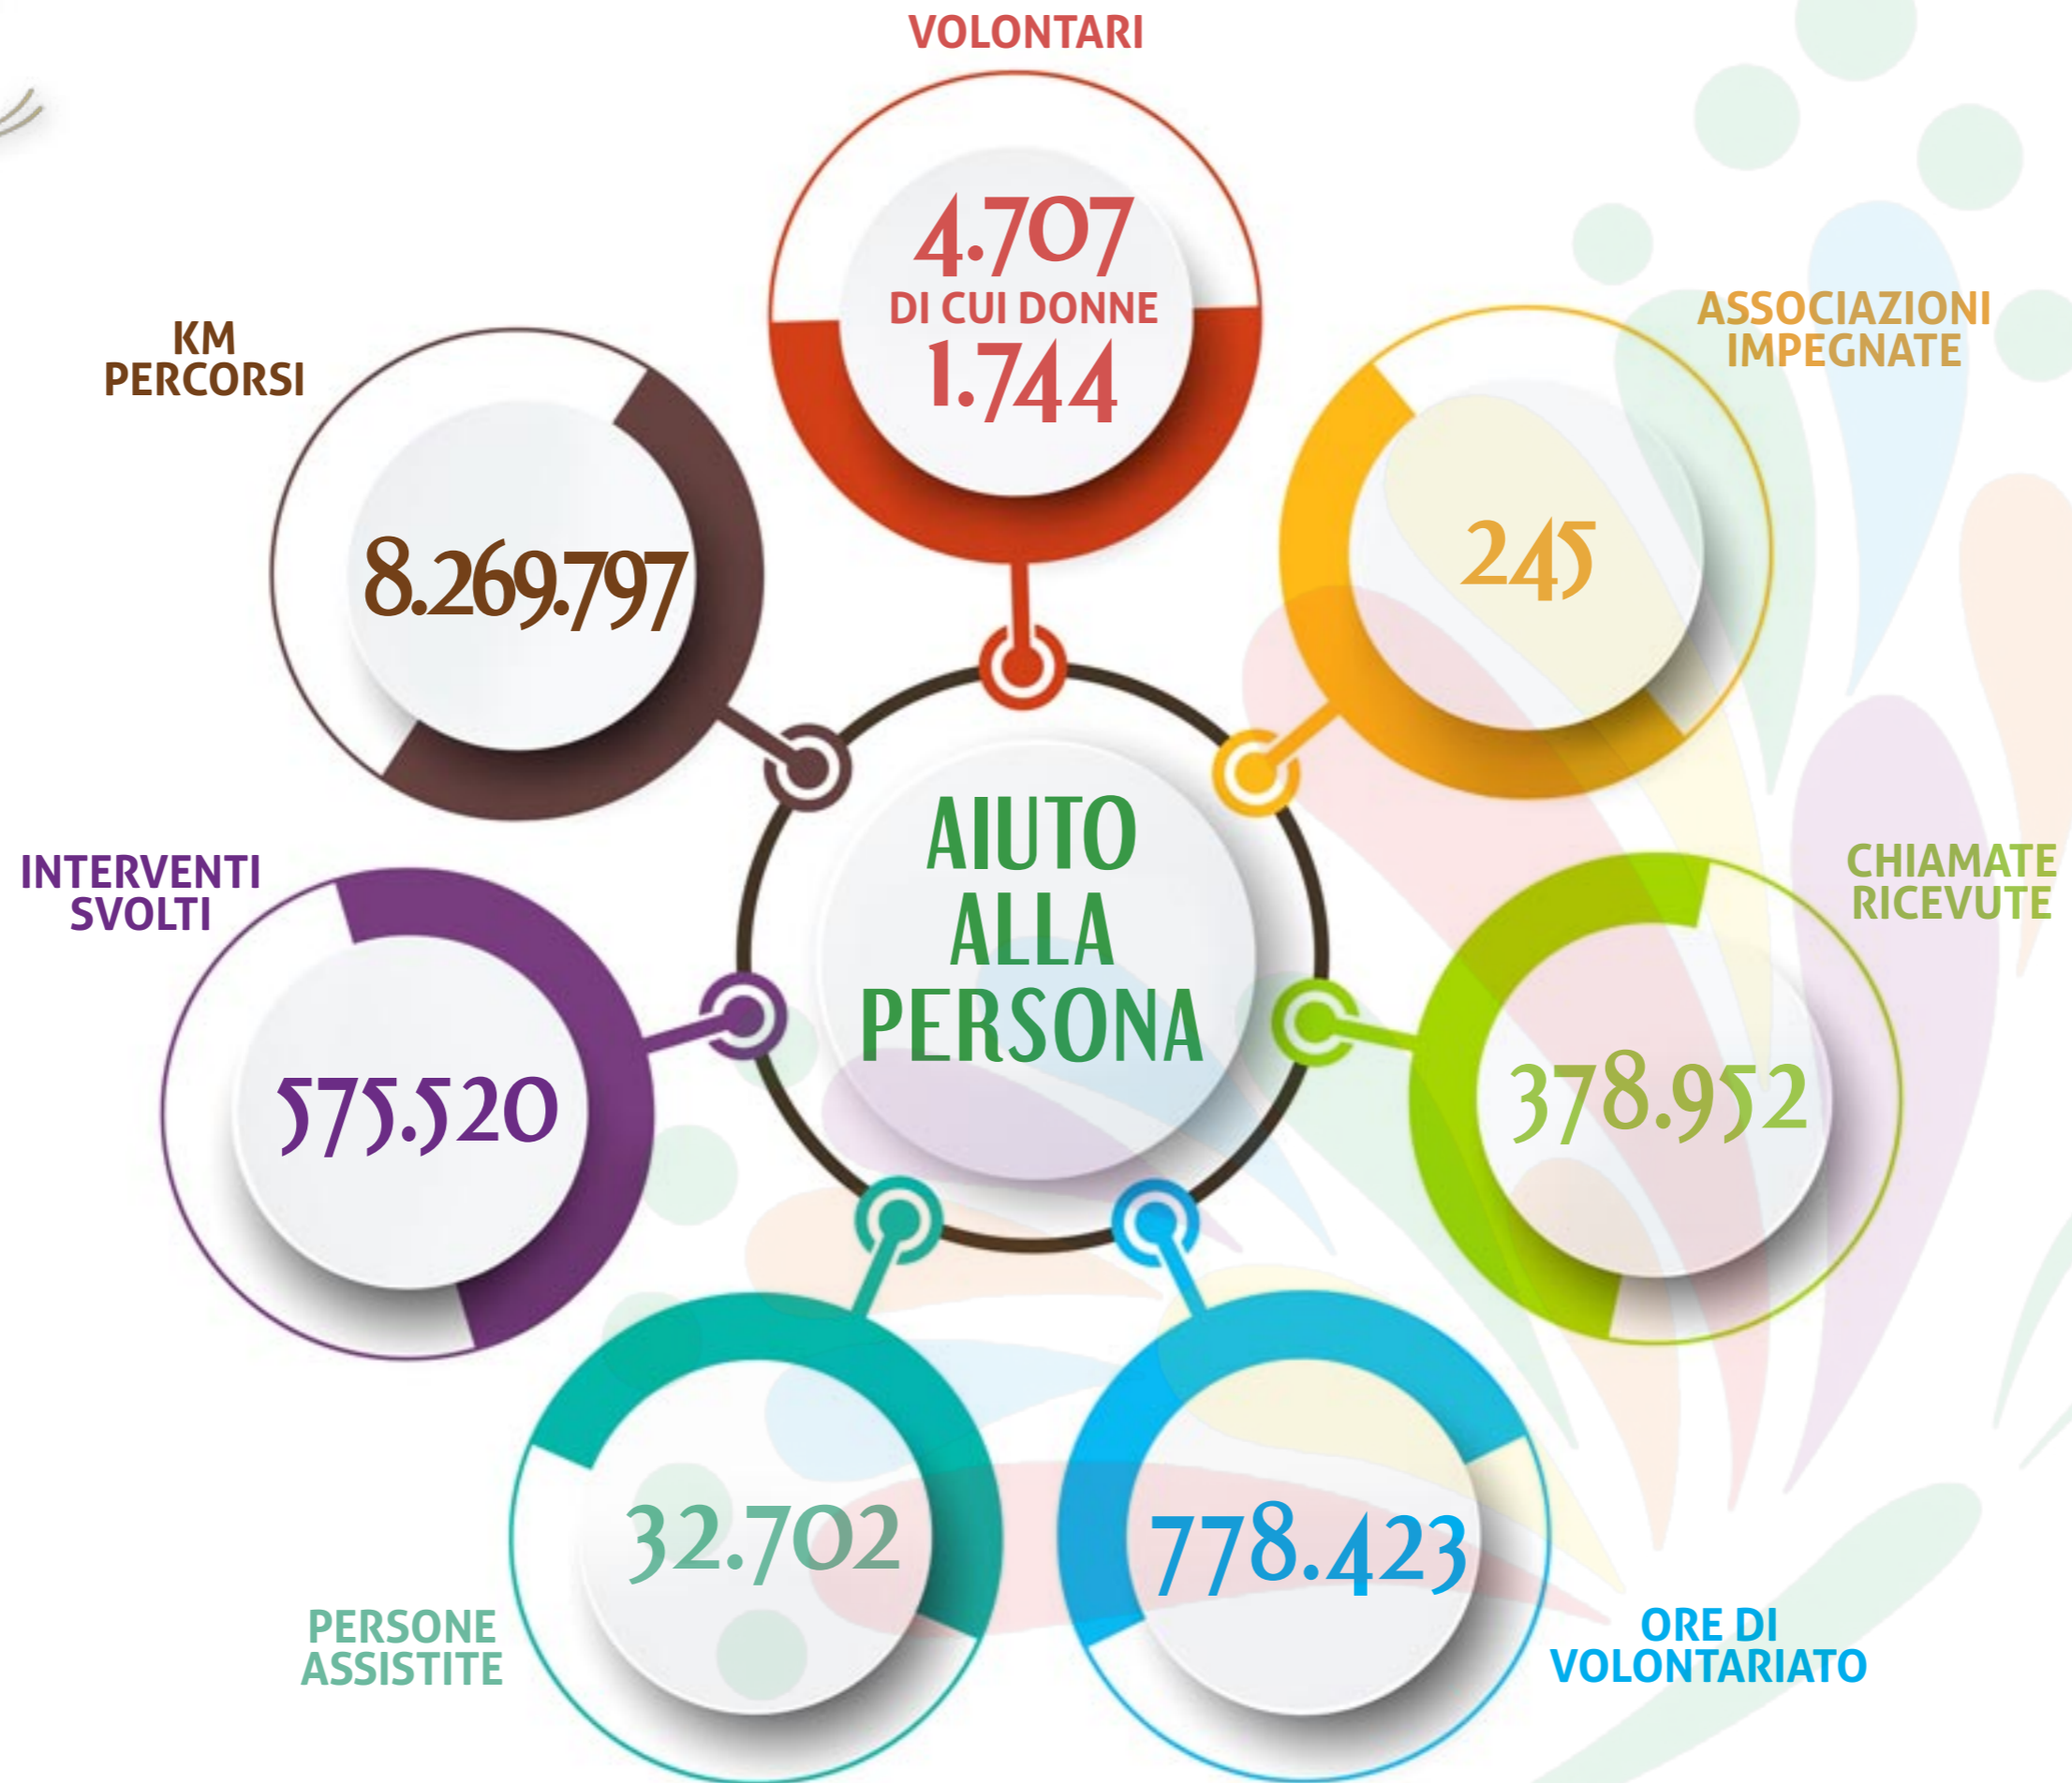 VOLONTARI
4.707
DI CUI DONNE
1.744
ASSOCIAZIONI
IMPEGNATE
245
CHIAMATE
RICEVUTE
378.952
ORE DI
VOLONTARIATO
778.423
PERSONE
ASSISTITE
32.702
INTERVENTI
SVOLTI
575.520
KM
PERCORSI
8.269.797
AIUTO
ALLA
PERSONA